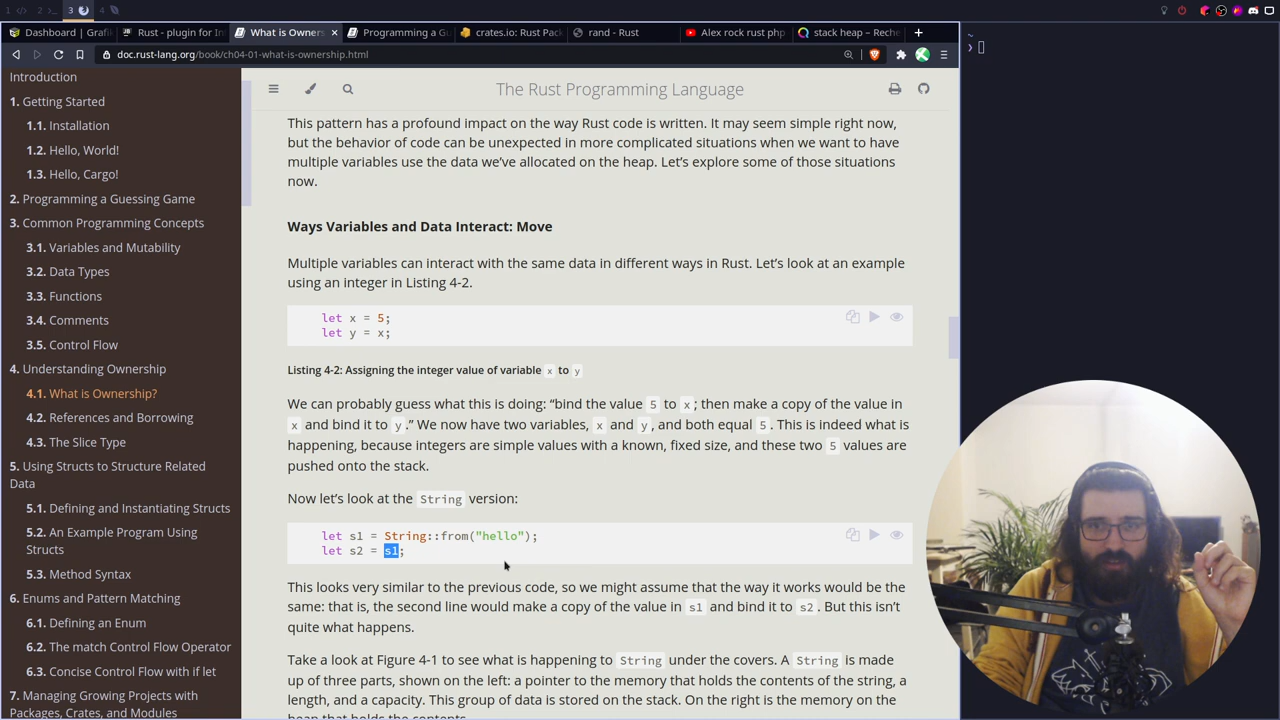 1
2
3
4
Dashboard | Grafi
Rust - plugin for In
What is Owners
Programming a Gu
crates.io: Rust Pack
rand - Rust
Alex rock rust php
stack heap – Reche
doc.rust-lang.org/book/ch04-01-what-is-ownership.html
~
❯
Introduction
1. Getting Started
1.1. Installation
1.2. Hello, World!
1.3. Hello, Cargo!
2. Programming a Guessing Game
3. Common Programming Concepts
3.1. Variables and Mutability
3.2. Data Types
3.3. Functions
3.4. Comments
3.5. Control Flow
4. Understanding Ownership
4.1. What is Ownership?
4.2. References and Borrowing
4.3. The Slice Type
5. Using Structs to Structure Related
Data
5.1. Defining and Instantiating Structs
5.2. An Example Program Using
Structs
5.3. Method Syntax
6. Enums and Pattern Matching
6.1. Defining an Enum
6.2. The match Control Flow Operator
6.3. Concise Control Flow with if let
7. Managing Growing Projects with
Packages, Crates, and Modules
The Rust Programming Language
This pattern has a profound impact on the way Rust code is written. It may seem simple right now,
but the behavior of code can be unexpected in more complicated situations when we want to have
multiple variables use the data we’ve allocated on the heap. Let’s explore some of those situations
now.
Ways Variables and Data Interact: Move
Multiple variables can interact with the same data in different ways in Rust. Let’s look at an example
using an integer in Listing 4-2.
let x = 5;
let y = x;
Listing 4-2: Assigning the integer value of variable x to y
We can probably guess what this is doing: “bind the value 5 to x; then make a copy of the value in
x and bind it to y.” We now have two variables, x and y, and both equal 5. This is indeed what is
happening, because integers are simple values with a known, fixed size, and these two 5 values are
pushed onto the stack.
Now let’s look at the String version:
let s1 = String::from("hello");
let s2 = s1;
This looks very similar to the previous code, so we might assume that the way it works would be the
same: that is, the second line would make a copy of the value in s1 and bind it to s2. But this isn’t
quite what happens.
Take a look at Figure 4-1 to see what is happening to String under the covers. A String is made
up of three parts, shown on the left: a pointer to the memory that holds the contents of the string, a
length, and a capacity. This group of data is stored on the stack. On the right is the memory on
the heap that holds the contents.